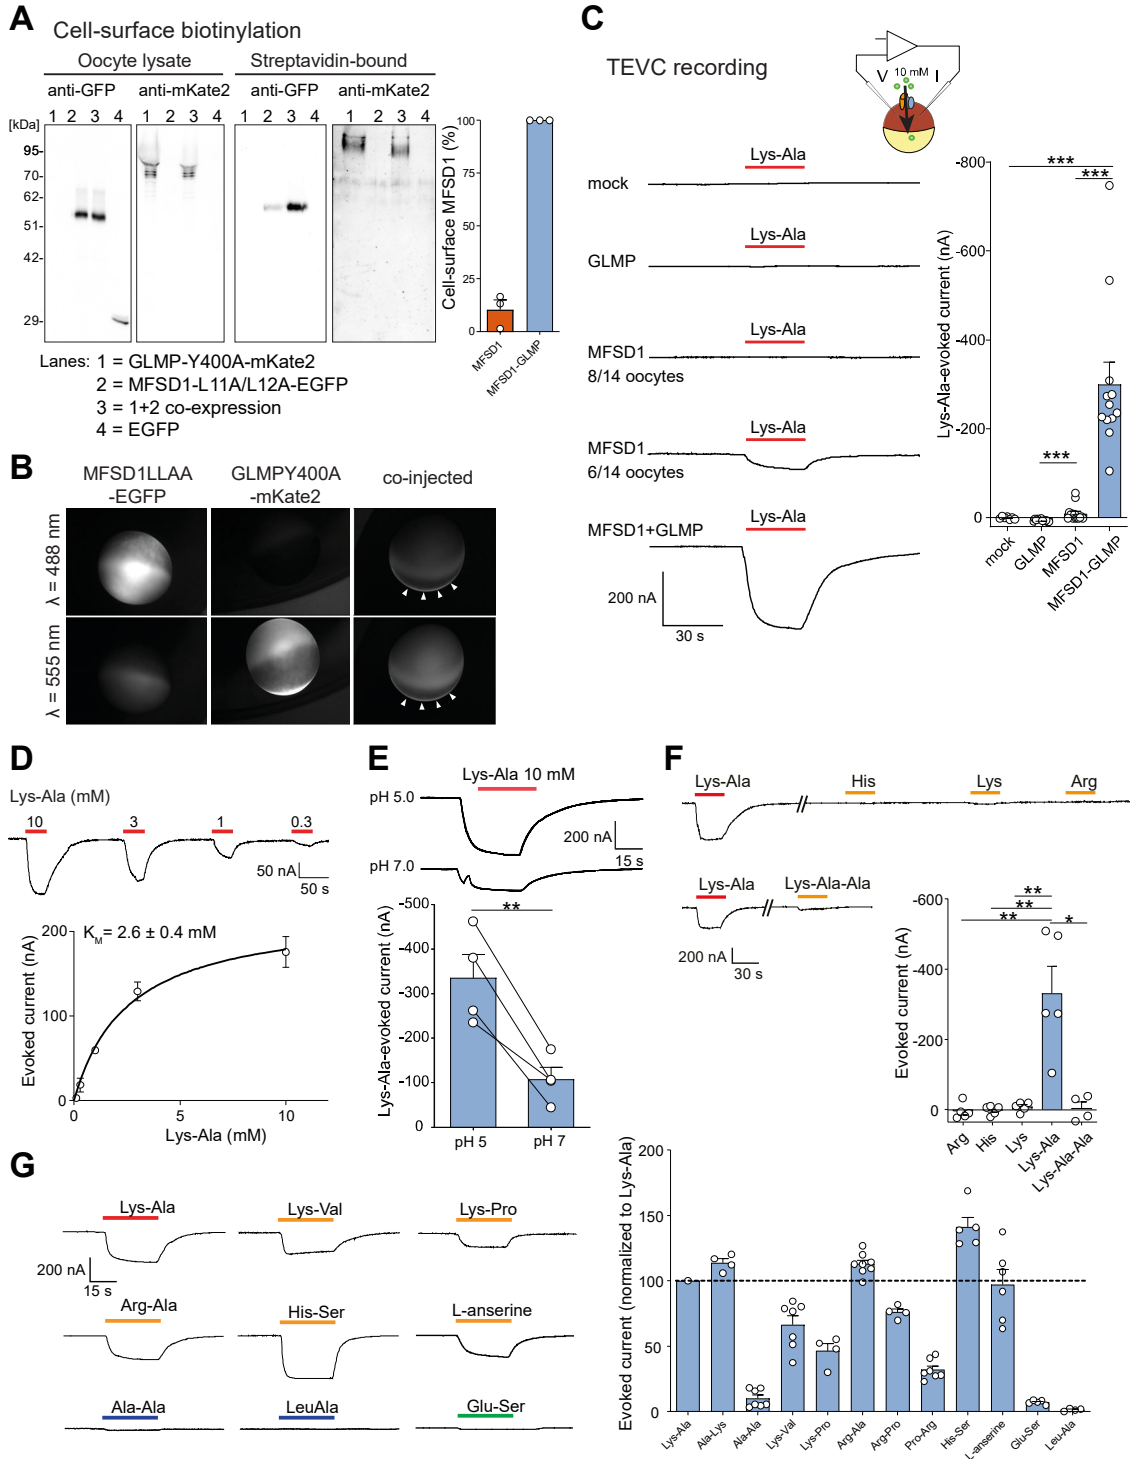 A
Cell-surface biotinylation
Oocyte lysate
Streptavidin-bound
anti-GFP
anti-mKate2
anti-GFP
anti-mKate2
1 2 3 4
1 2 3 4
1 2 3 4
1 2 3 4
[kDa]
95-
70-
62-
51-
42-
29-
Cell-surface MFSD1 (%)
100
75
50
25
0
MFSD1
MFSD1-GLMP
Lanes: 1 = GLMP-Y400A-mKate2
2 = MFSD1-L11A/L12A-EGFP
3 = 1+2 co-expression
4 = EGFP
B
MFSD1LLAA
-EGFP
GLMPY400A
-mKate2
co-injected
λ = 488 nm
λ = 555 nm
C
TEVC recording
V
10 mM
I
Lys-Ala
mock
Lys-Ala
GLMP
Lys-Ala
MFSD1
8/14 oocytes
Lys-Ala
MFSD1
6/14 oocytes
Lys-Ala
MFSD1+GLMP
200 nA
30 s
Lys-Ala-evoked current (nA)
-800
-600
-400
-200
0
***
***
***
mock
GLMP
MFSD1
MFSD1-GLMP
D
Lys-Ala (mM)
10
3
1
0.3
50 nA
50 s
Evoked current (nA)
200
100
0
KM= 2.6 ± 0.4 mM
0
5
10
Lys-Ala (mM)
E
Lys-Ala 10 mM
pH 5.0
200 nA
15 s
pH 7.0
Lys-Ala-evoked current (nA)
-500
-400
-300
-200
-100
0
**
pH 5
pH 7
F
Lys-Ala
His
Lys
Arg
Lys-Ala
Lys-Ala-Ala
200 nA
30 s
Evoked current (nA)
-600
-400
-200
0
**
**
**
*
Arg
His
Lys
Lys-Ala
Lys-Ala-Ala
G
Lys-Ala
Lys-Val
Lys-Pro
200 nA
15 s
Arg-Ala
His-Ser
L-anserine
Ala-Ala
LeuAla
Glu-Ser
Evoked current (normalized to Lys-Ala)
200
150
100
50
0
Lys-Ala
Ala-Lys
Ala-Ala
Lys-Val
Lys-Pro
Arg-Ala
Arg-Pro
Pro-Arg
His-Ser
L-anserine
Glu-Ser
Leu-Ala